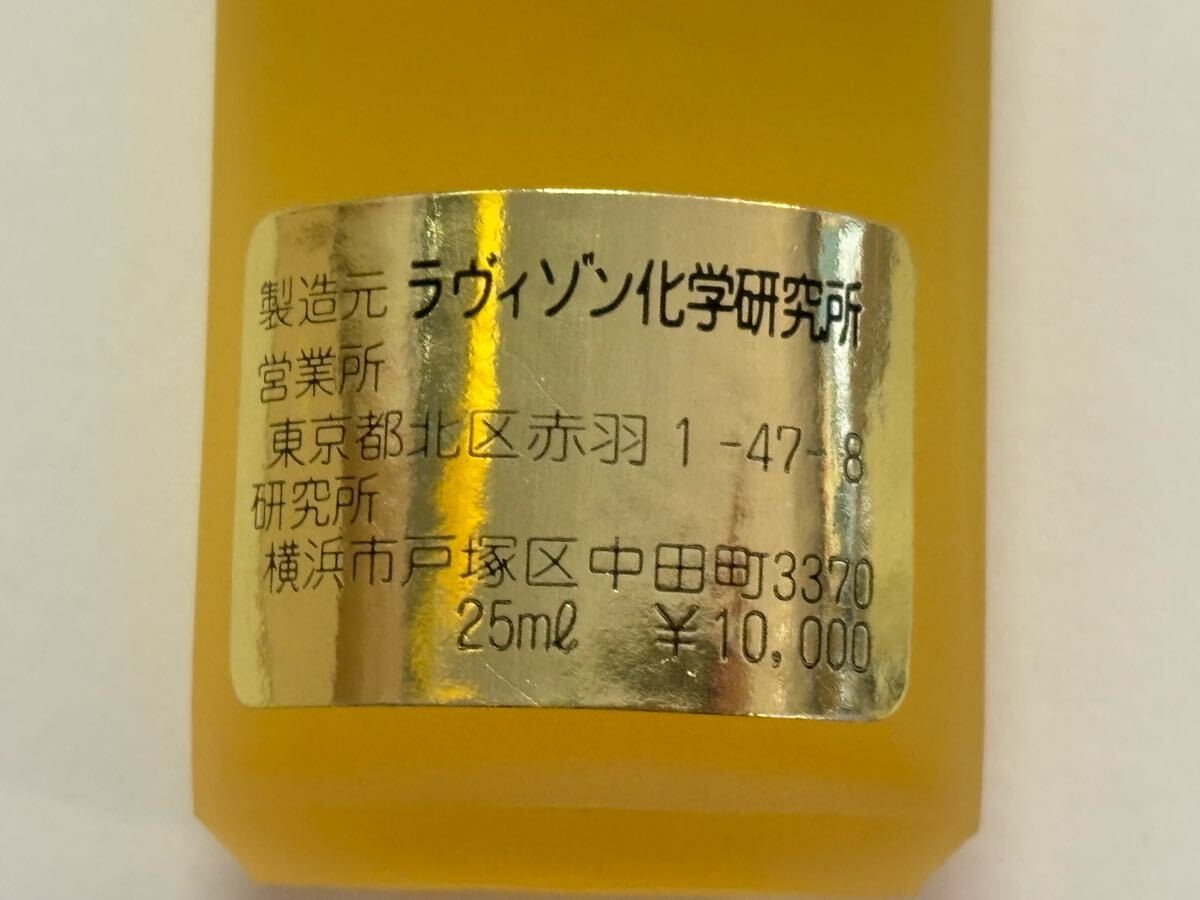 製造元 ラヴィゾン化学研究所
営業所
東京都北区赤羽1-47-8
研究所
横浜市戸塚区中田町3370
25ml ¥10,000